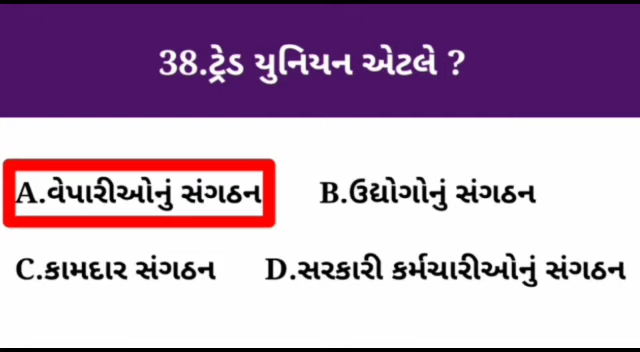 38.ટ્રેડ યુનિયન એટલે ?
A.વેપારીઓનું સંગઠન B.ઉદ્યોગોનું સંગઠન
C.કામદાર સંગઠન D.સરકારી કર્મચારીઓનું સંગઠન